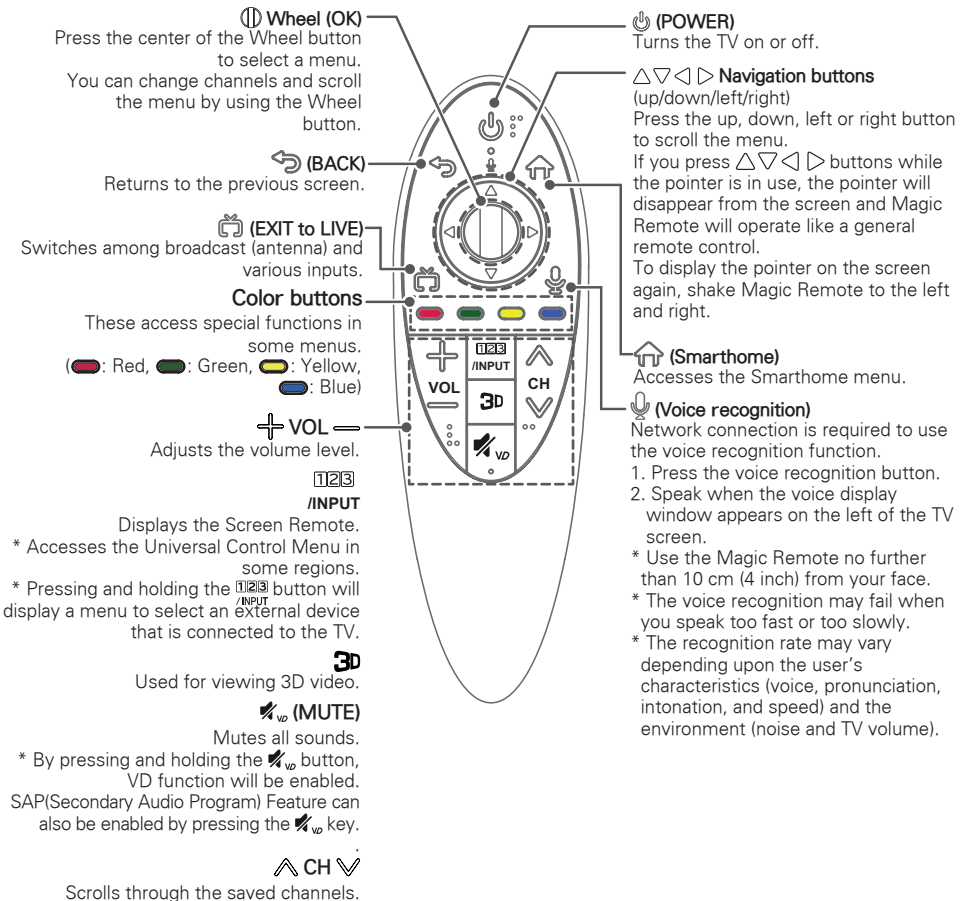 Wheel (OK)
Press the center of the Wheel button
to select a menu.
You can change channels and scroll
the menu by using the Wheel
button.
(BACK)
Returns to the previous screen.
(EXIT to LIVE)
Switches among broadcast (antenna) and
various inputs.
Color buttons
These access special functions in
some menus.
( : Red, : Green, : Yellow,
: Blue)
VOL
Adjusts the volume level.
123
/INPUT
Displays the Screen Remote.
* Accesses the Universal Control Menu in
some regions.
* Pressing and holding the 123/INPUT button will
display a menu to select an external device
that is connected to the TV.
3D
Used for viewing 3D video.
VD (MUTE)
Mutes all sounds.
* By pressing and holding the VD button,
VD function will be enabled.
SAP(Secondary Audio Program) Feature can
also be enabled by pressing the VD key.
.
CH
Scrolls through the saved channels.
123
/INPUT
VOL
CH
3D
VD
(POWER)
Turns the TV on or off.
△▽◁▷ Navigation buttons
(up/down/left/right)
Press the up, down, left or right button
to scroll the menu.
If you press △▽◁▷ buttons while
the pointer is in use, the pointer will
disappear from the screen and Magic
Remote will operate like a general
remote control.
To display the pointer on the screen
again, shake Magic Remote to the left
and right.
(Smarthome)
Accesses the Smarthome menu.
(Voice recognition)
Network connection is required to use
the voice recognition function.
1. Press the voice recognition button.
2. Speak when the voice display
window appears on the left of the TV
screen.
* Use the Magic Remote no further
than 10 cm (4 inch) from your face.
* The voice recognition may fail when
you speak too fast or too slowly.
* The recognition rate may vary
depending upon the user's
characteristics (voice, pronunciation,
intonation, and speed) and the
environment (noise and TV volume).